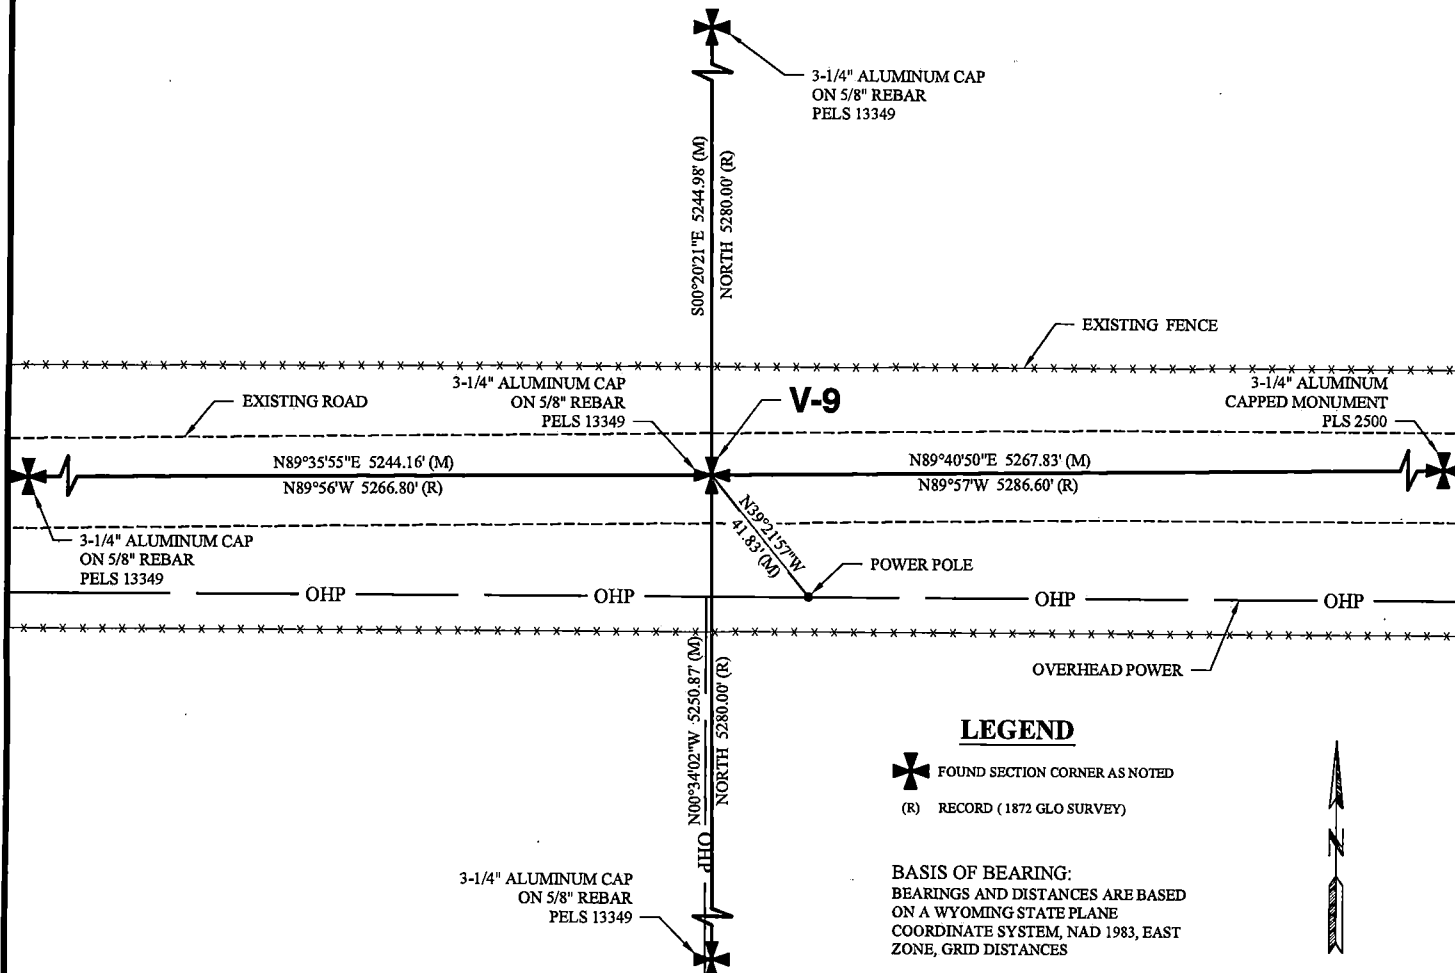 3-1/4" ALUMINUM CAP
ON 5/8" REBAR
PELS 13349
S00°20'21"E 5244.98' (M)
NORTH 5280.00' (R)
EXISTING FENCE
3-1/4" ALUMINUM CAP
ON 5/8" REBAR
PELS 13349
V-9
3-1/4" ALUMINUM
CAPPED MONUMENT
PLS 2500
EXISTING ROAD
N89°35'55"E 5244.16' (M)
N89°56'W 5266.80' (R)
N89°40'50"E 5267.83' (M)
N89°57'W 5286.60' (R)
N39°21'57"W
41.83' (M)
3-1/4" ALUMINUM CAP
ON 5/8" REBAR
PELS 13349
POWER POLE
OHP
OHP
OHP
OHP
OVERHEAD POWER
N00°34'02"W 5250.87' (M)
NORTH 5280.00' (R)
OHP
LEGEND
FOUND SECTION CORNER AS NOTED
(R) RECORD ( 1872 GLO SURVEY)
N
3-1/4" ALUMINUM CAP
ON 5/8" REBAR
PELS 13349
BASIS OF BEARING:
BEARINGS AND DISTANCES ARE BASED
ON A WYOMING STATE PLANE
COORDINATE SYSTEM, NAD 1983, EAST
ZONE, GRID DISTANCES